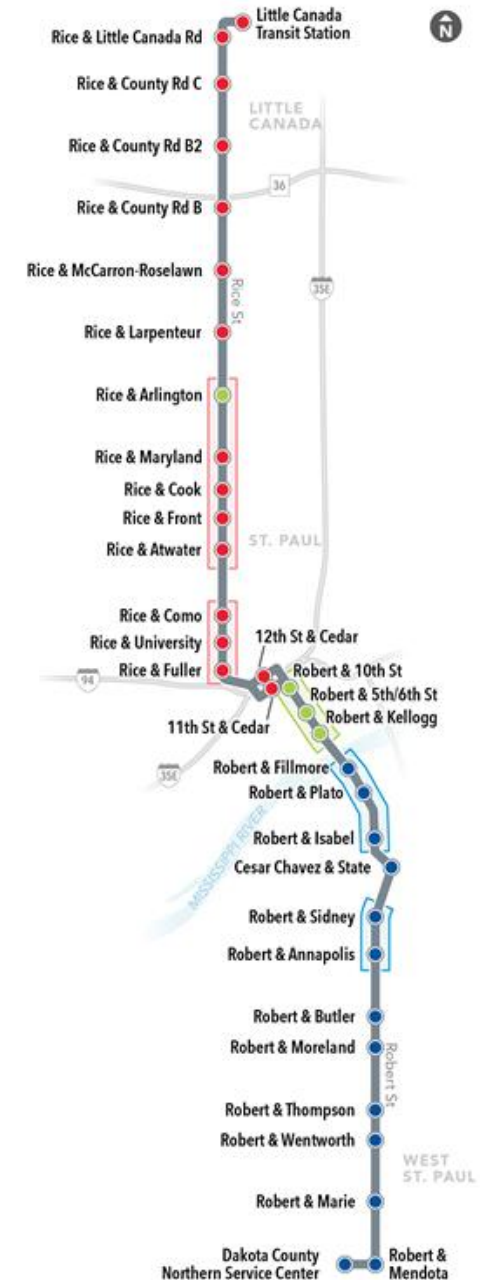 Little Canada
Transit Station
N
Rice & Little Canada Rd
Rice & County Rd C
LITTLE
CANADA
Rice & County Rd B2
36
Rice & County Rd B
Rice & McCarron-Roselawn
35E
Rice St
Rice & Larpenteur
Rice & Arlington
Rice & Maryland
Rice & Cook
Rice & Front
ST. PAUL
Rice & Atwater
Rice & Como
12th St & Cedar
Rice & University
Rice & Fuller
Robert & 10th St
94
Robert & 5th/6th St
Robert & Kellogg
11th St & Cedar
35E
Robert & Fillmore
Robert & Plato
MISSISSIPPI RIVER
Robert & Isabel
Cesar Chavez & State
Robert & Sidney
Robert & Annapolis
Robert & Butler
Robert & Moreland
Robert St
Robert & Thompson
Robert & Wentworth
WEST
ST. PAUL
Robert & Marie
Dakota County
Northern Service Center
Robert &
Mendota